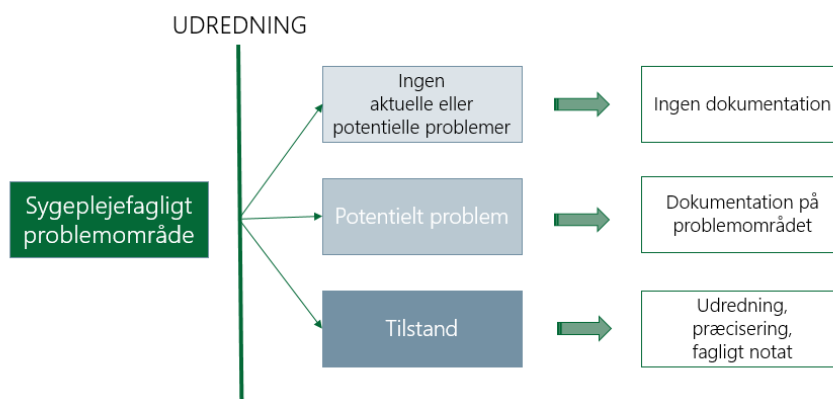 UDREDNING
Sygeplejefagligt
problemområde
Ingen
aktuelle eller
potentielle problemer
Ingen dokumentation
Potentielt problem
Dokumentation på
problemområdet
Tilstand
Udredning,
præcisering,
fagligt notat